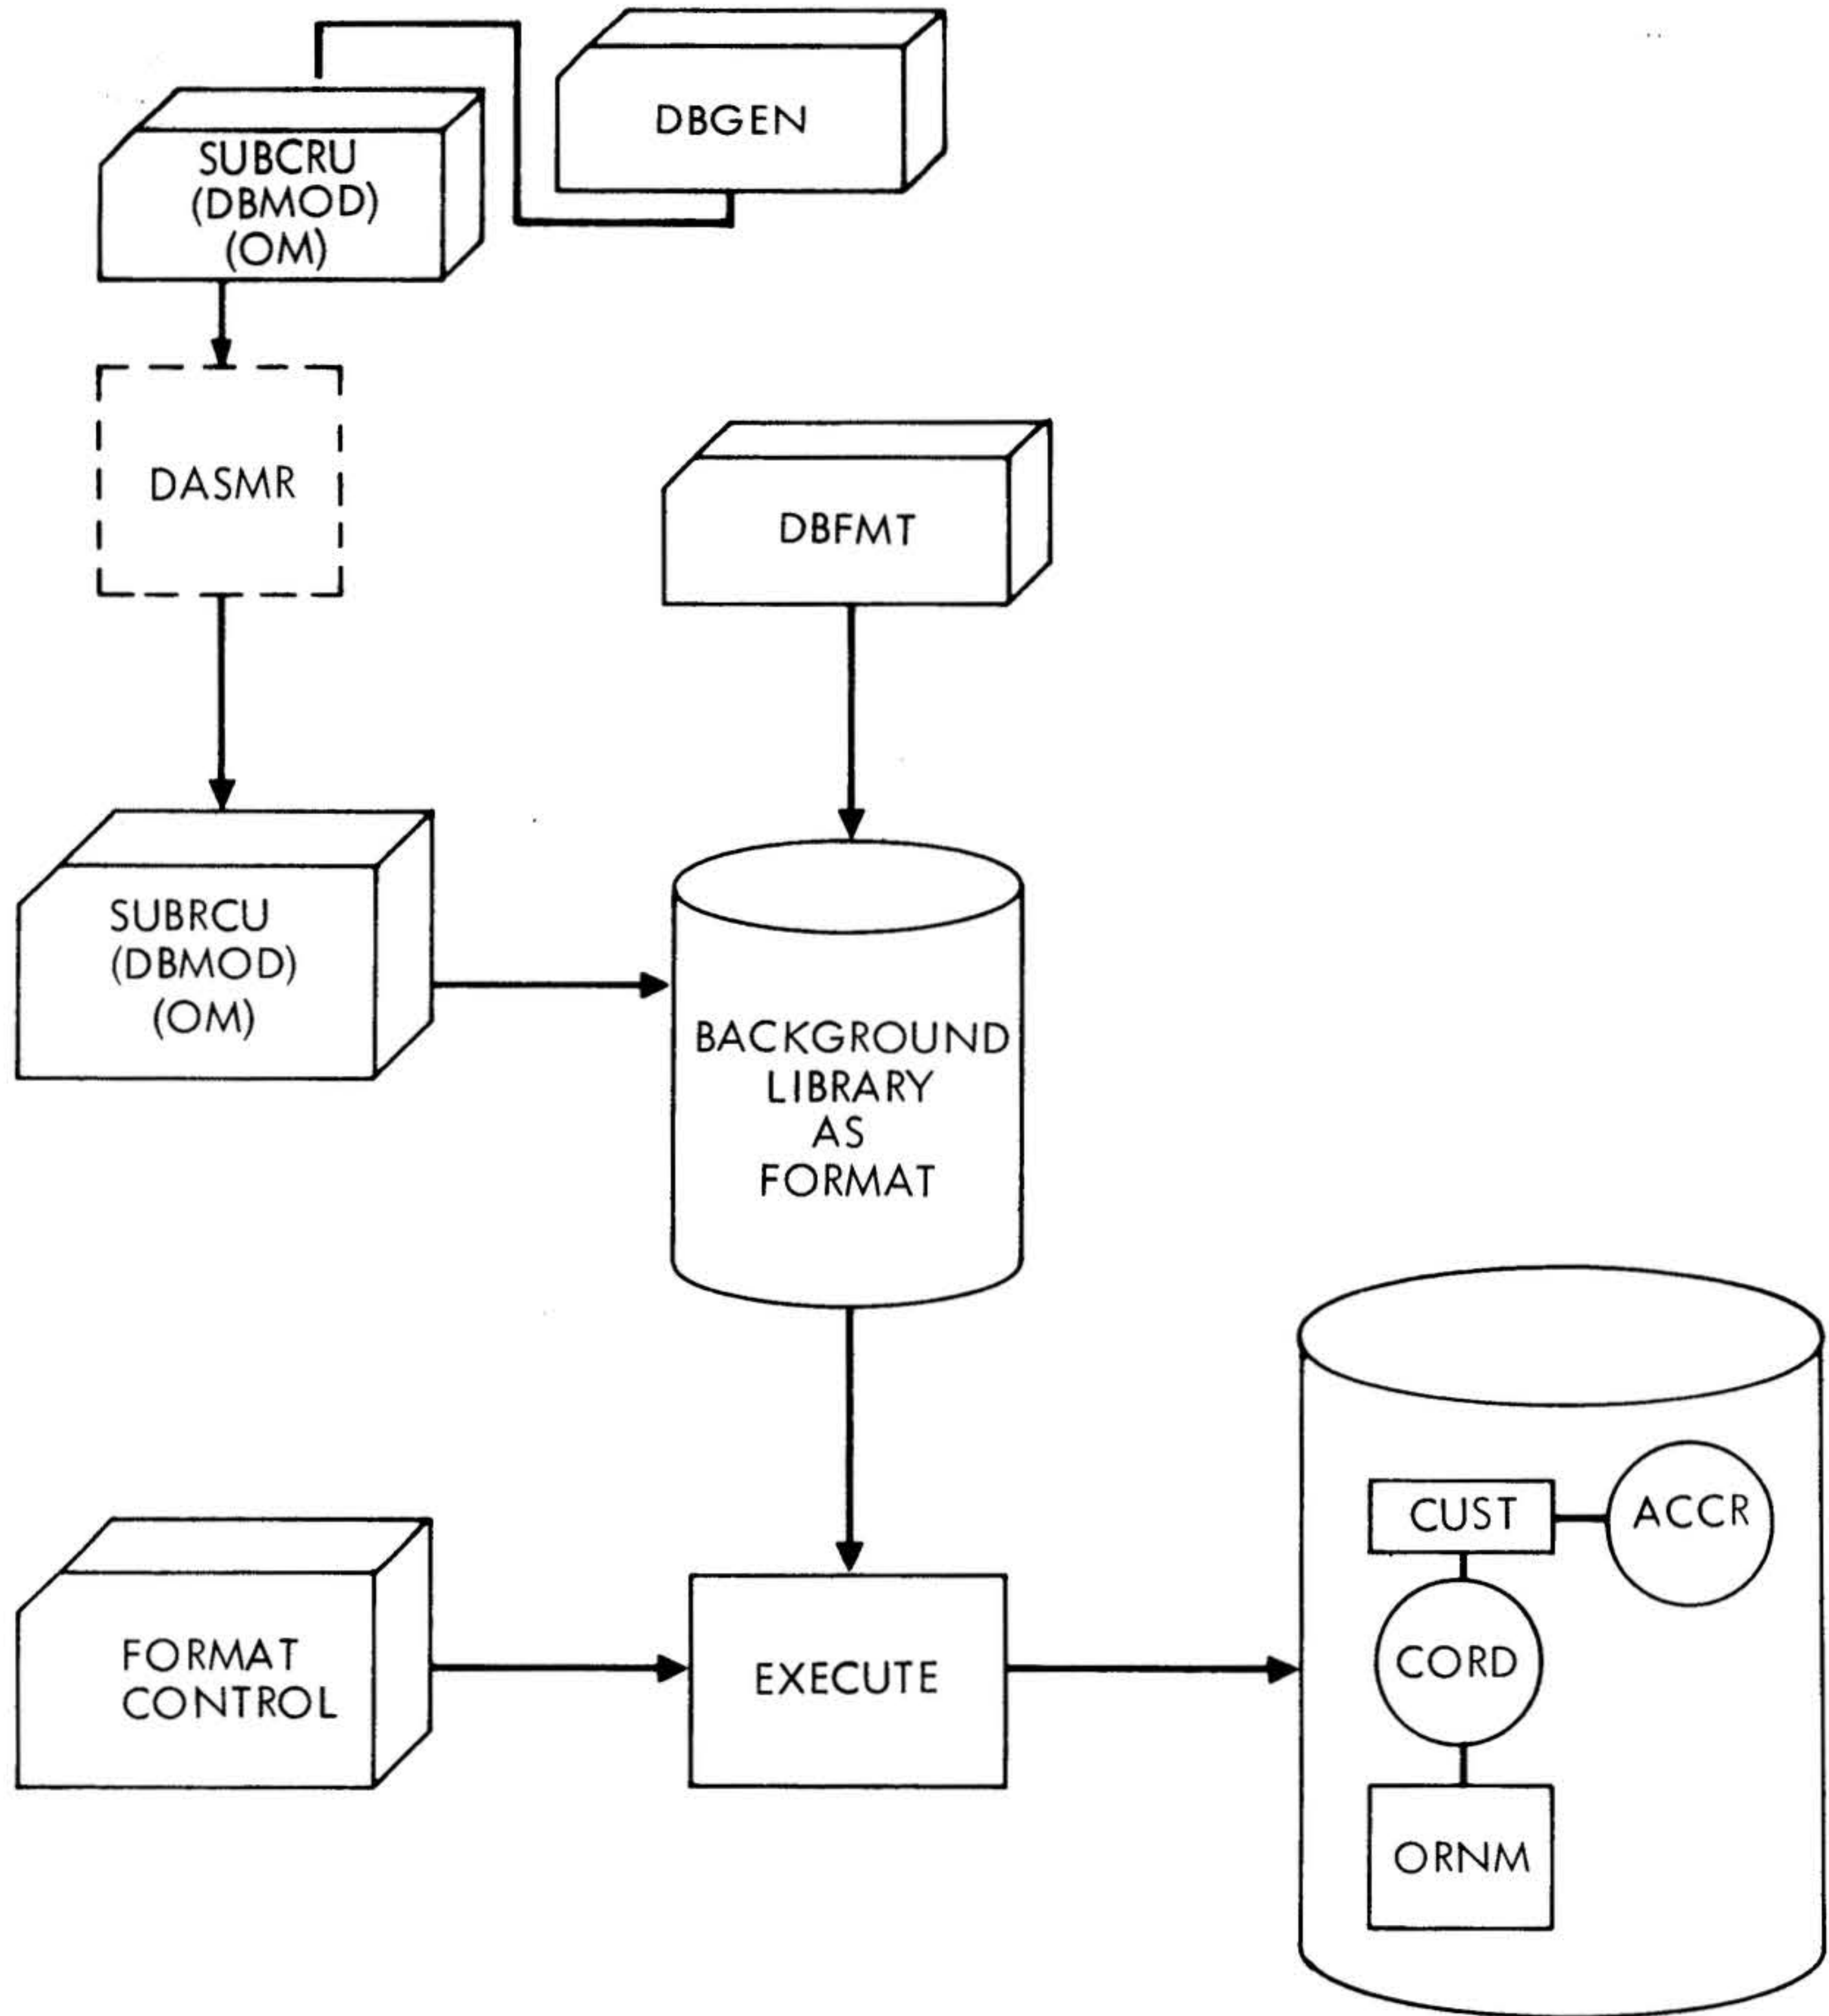 DBGEN
SUBCRU
(DBMOD)
(OM)
DASMR
DBFMT
SUBRCU
(DBMOD)
(OM)
BACKGROUND
LIBRARY
AS
FORMAT
CUST
ACCR
FORMAT
CONTROL
EXECUTE
CORD
ORNM